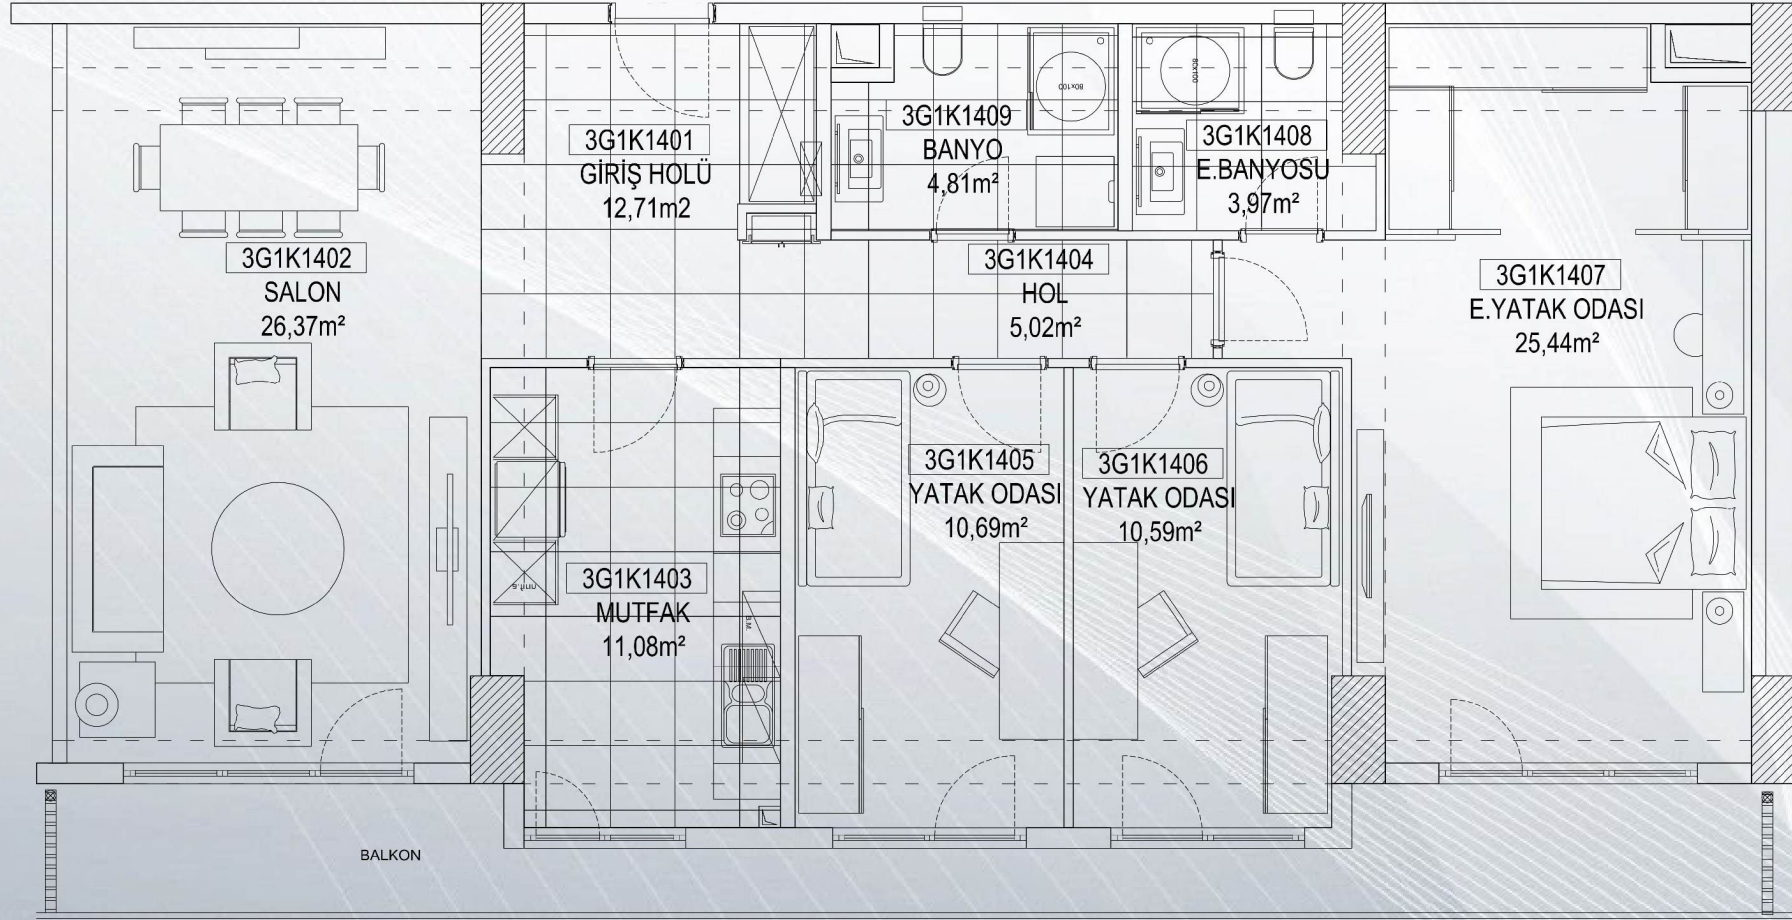 3G1K1401
GİRİŞ HOLÜ
12,71m2
3G1K1409
BANYO
4,81m²
80x100
80x100
3G1K1408
E.BANYOSU
3,97m²
3G1K1402
SALON
26,37m²
3G1K1404
HOL
5,02m²
3G1K1407
E.YATAK ODASI
25,44m²
3G1K1405
YATAK ODASI
10,69m²
3G1K1406
YATAK ODASI
10,59m²
3G1K1403
MUTFAK
11,08m²
B.M.
BALKON